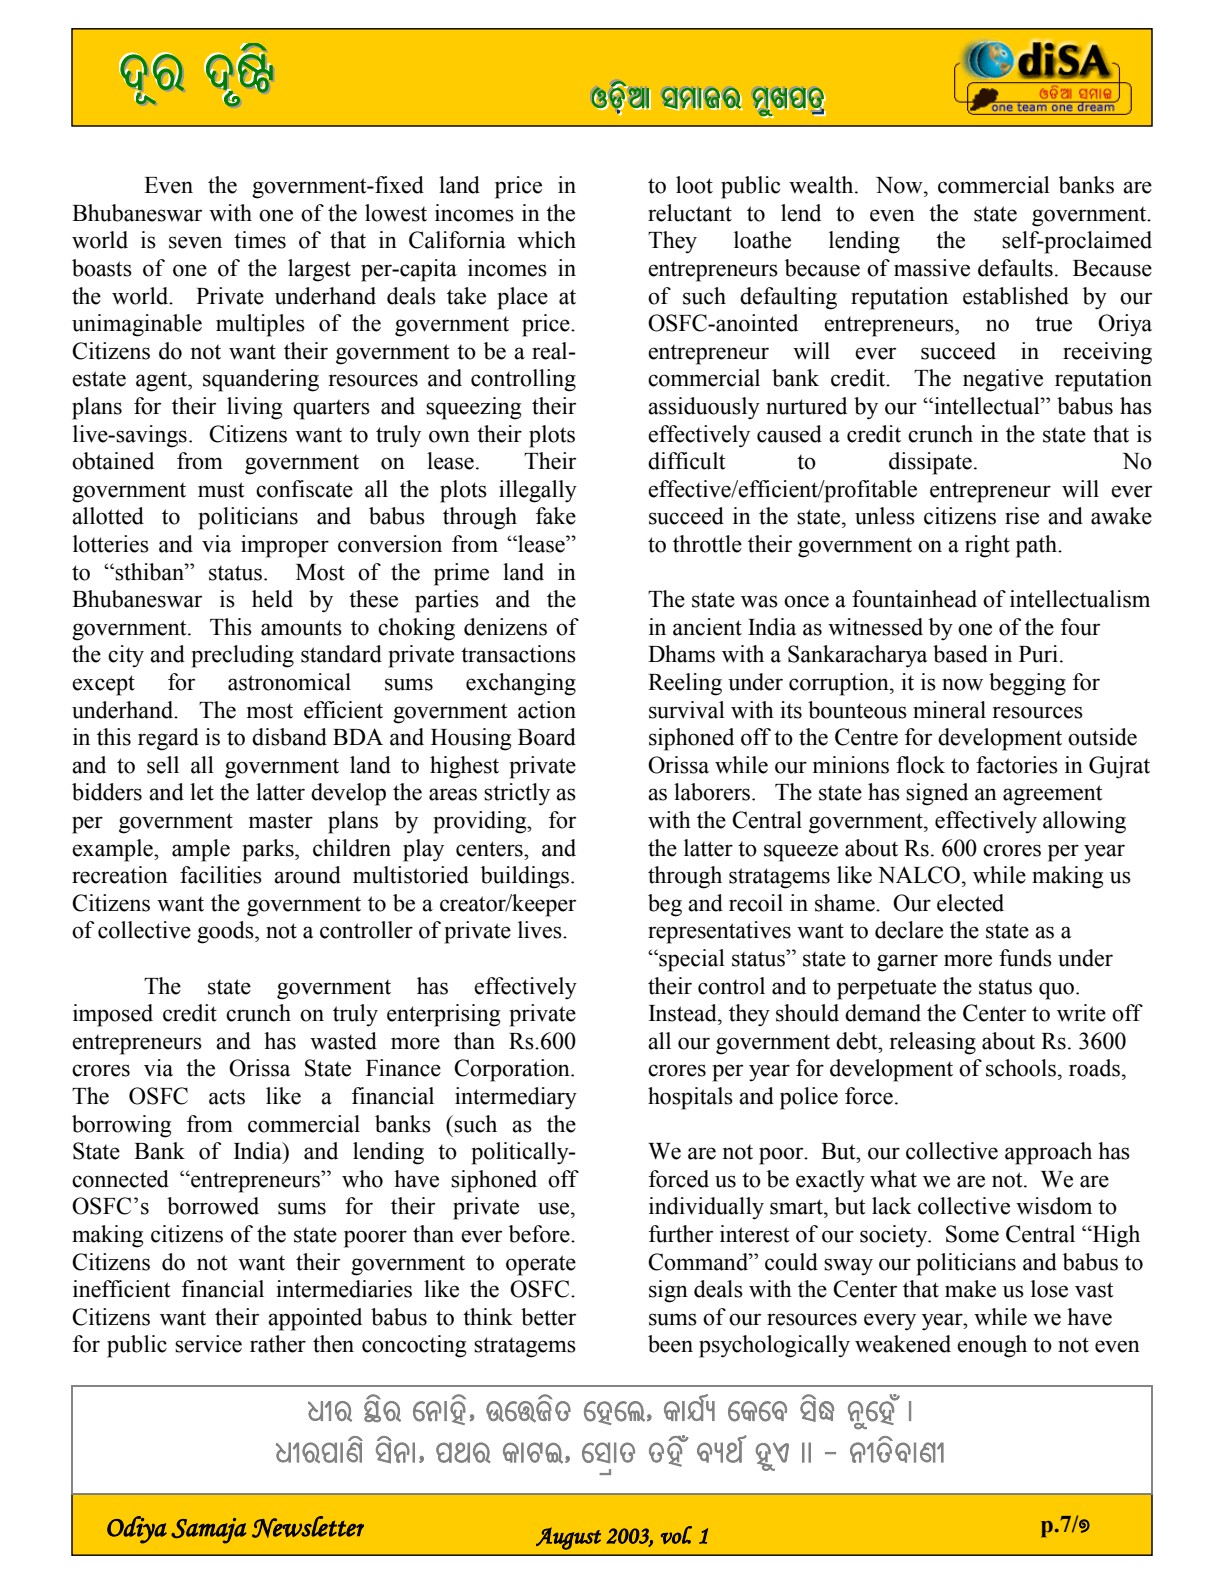 ଦୂର ଦୃଷ୍ଟି
ଓଡ଼ିଆ ସମାଜର ମୁଖପତ୍ର
OdiSA
ଓଡ଼ିଆ ସମାଜ
one team one dream
Even the government-fixed land price in
Bhubaneswar with one of the lowest incomes in the
world is seven times of that in California which
boasts of one of the largest per-capita incomes in
the world. Private underhand deals take place at
unimaginable multiples of the government price.
Citizens do not want their government to be a real-
estate agent, squandering resources and controlling
plans for their living quarters and squeezing their
live-savings. Citizens want to truly own their plots
obtained from government on lease. Their
government must confiscate all the plots illegally
allotted to politicians and babus through fake
lotteries and via improper conversion from “lease”
to “sthiban” status. Most of the prime land in
Bhubaneswar is held by these parties and the
government. This amounts to choking denizens of
the city and precluding standard private transactions
except for astronomical sums exchanging
underhand. The most efficient government action
in this regard is to disband BDA and Housing Board
and to sell all government land to highest private
bidders and let the latter develop the areas strictly as
per government master plans by providing, for
example, ample parks, children play centers, and
recreation facilities around multistoried buildings.
Citizens want the government to be a creator/keeper
of collective goods, not a controller of private lives.
The state government has effectively
imposed credit crunch on truly enterprising private
entrepreneurs and has wasted more than Rs.600
crores via the Orissa State Finance Corporation.
The OSFC acts like a financial intermediary
borrowing from commercial banks (such as the
State Bank of India) and lending to politically-
connected “entrepreneurs” who have siphoned off
OSFC’s borrowed sums for their private use,
making citizens of the state poorer than ever before.
Citizens do not want their government to operate
inefficient financial intermediaries like the OSFC.
Citizens want their appointed babus to think better
for public service rather then concocting stratagems
to loot public wealth. Now, commercial banks are
reluctant to lend to even the state government.
They loathe lending the self-proclaimed
entrepreneurs because of massive defaults. Because
of such defaulting reputation established by our
OSFC-anointed entrepreneurs, no true Oriya
entrepreneur will ever succeed in receiving
commercial bank credit. The negative reputation
assiduously nurtured by our “intellectual” babus has
effectively caused a credit crunch in the state that is
difficult to dissipate. No
effective/efficient/profitable entrepreneur will ever
succeed in the state, unless citizens rise and awake
to throttle their government on a right path.
The state was once a fountainhead of intellectualism
in ancient India as witnessed by one of the four
Dhams with a Sankaracharya based in Puri.
Reeling under corruption, it is now begging for
survival with its bounteous mineral resources
siphoned off to the Centre for development outside
Orissa while our minions flock to factories in Gujrat
as laborers. The state has signed an agreement
with the Central government, effectively allowing
the latter to squeeze about Rs. 600 crores per year
through stratagems like NALCO, while making us
beg and recoil in shame. Our elected
representatives want to declare the state as a
“special status” state to garner more funds under
their control and to perpetuate the status quo.
Instead, they should demand the Center to write off
all our government debt, releasing about Rs. 3600
crores per year for development of schools, roads,
hospitals and police force.
We are not poor. But, our collective approach has
forced us to be exactly what we are not. We are
individually smart, but lack collective wisdom to
further interest of our society. Some Central “High
Command” could sway our politicians and babus to
sign deals with the Center that make us lose vast
sums of our resources every year, while we have
been psychologically weakened enough to not even
ଧୀର ସ୍ଥିର ନୋହି, ଉତ୍ତେଜିତ ହେଲେ, କାର୍ଯ୍ୟ କେବେ ସିଦ୍ଧ ନୁହେଁ ।
ଧୀରପାଣି ସିନା, ପଥର କାଟଇ, ସ୍ରୋତ ତହିଁ ବ୍ୟର୍ଥ ହୁଏ ॥ – ନୀତିବାଣୀ
Odiya Samaja Newsletter
August 2003, vol. 1
p.7/୭